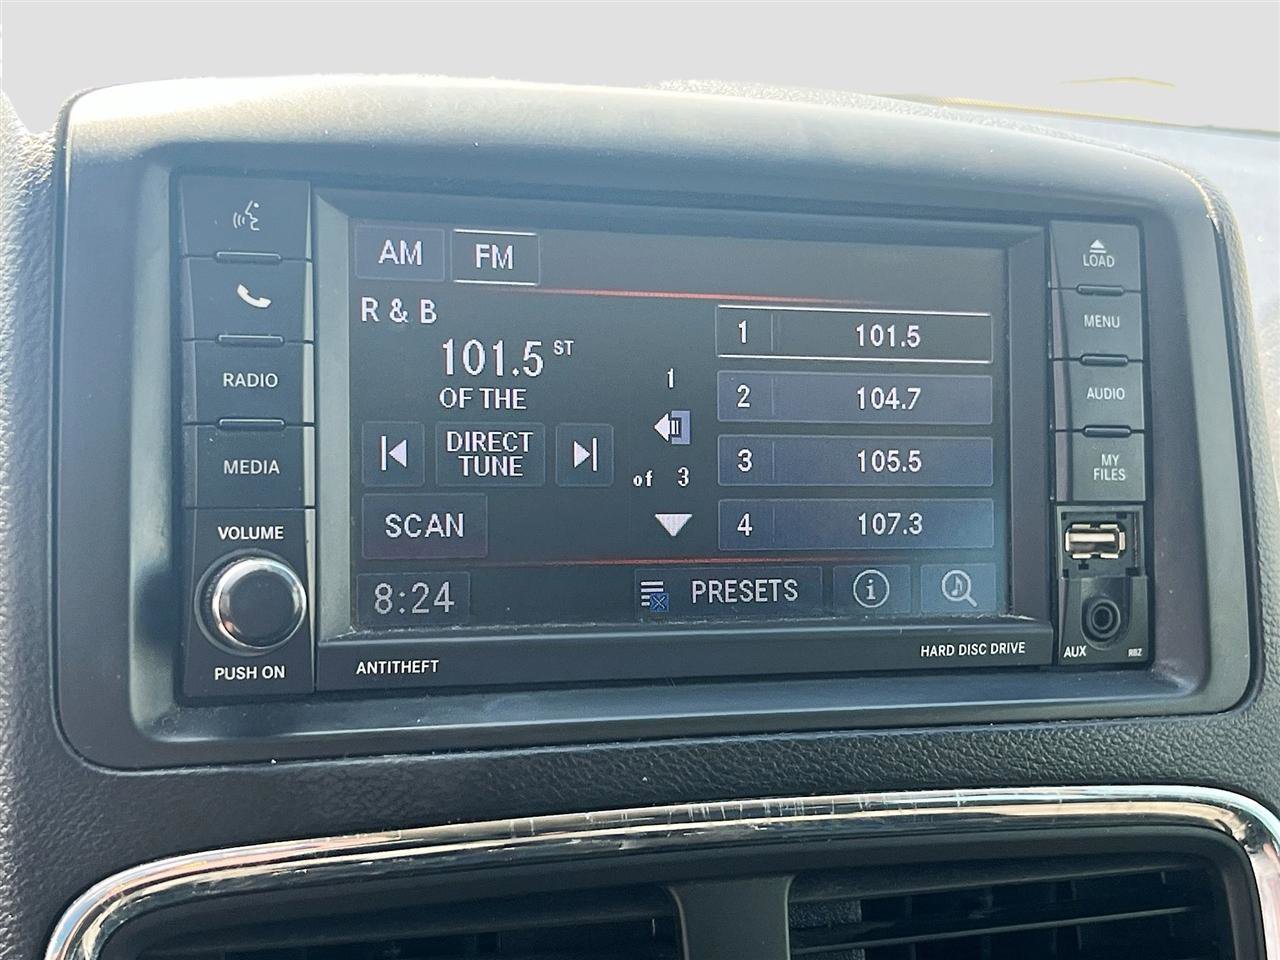 AM FM
R & B
101.5 ST
OF THE
DIRECT
TUNE
SCAN
8:24
1
of 3
1 101.5
2 104.7
3 105.5
4 107.3
PRESETS
i
RADIO
MEDIA
VOLUME
PUSH ON
ANTITHEFT
HARD DISC DRIVE
LOAD
MENU
AUDIO
MY
FILES
AUX
RBZ